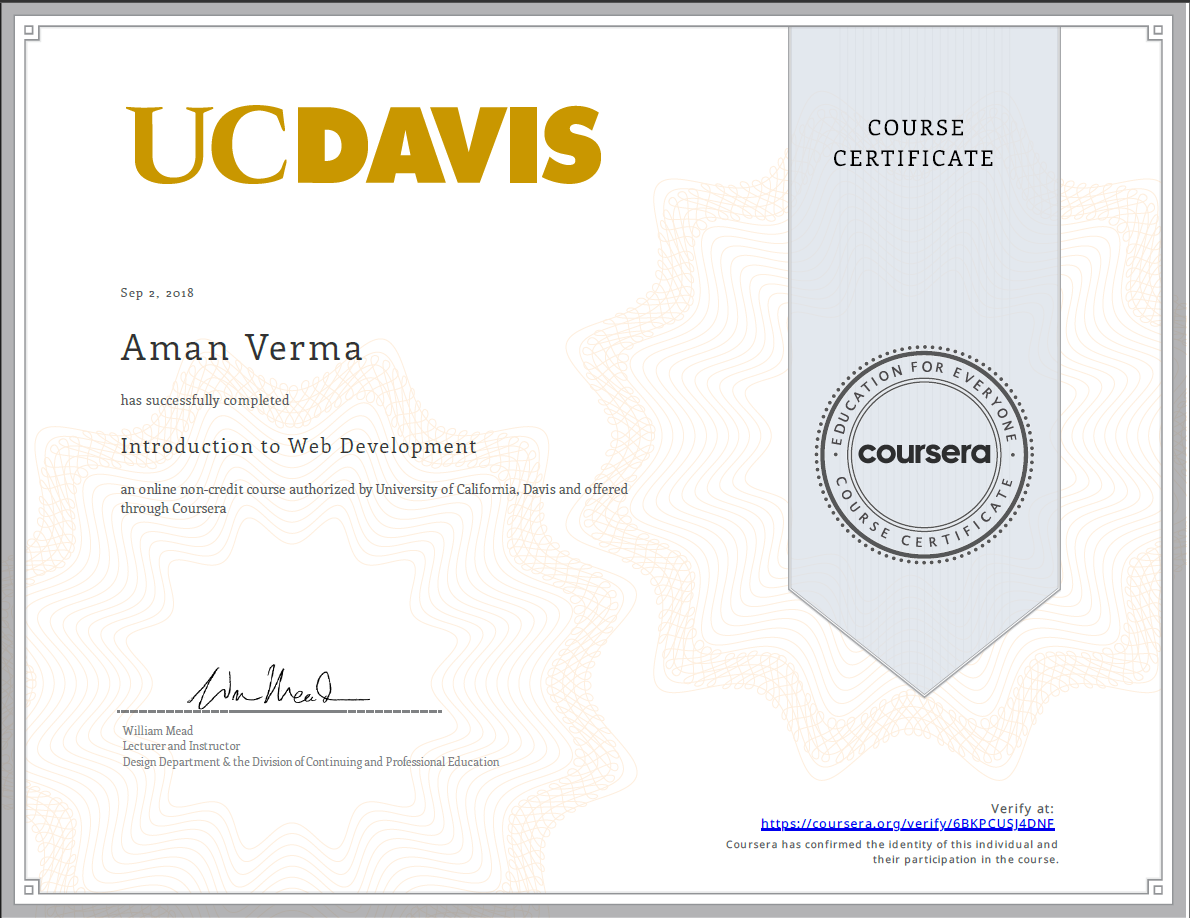 UCDAVIS
COURSE
CERTIFICATE
Sep 2, 2018
Aman Verma
has successfully completed
Introduction to Web Development
an online non-credit course authorized by University of California, Davis and offered
through Coursera
EDUCATION FOR EVERYONE
coursera
COURSE CERTIFICATE
William Mead
Lecturer and Instructor
Design Department & the Division of Continuing and Professional Education
Verify at:
https://coursera.org/verify/6BKPCUSJ4DNF
Coursera has confirmed the identity of this individual and
their participation in the course.